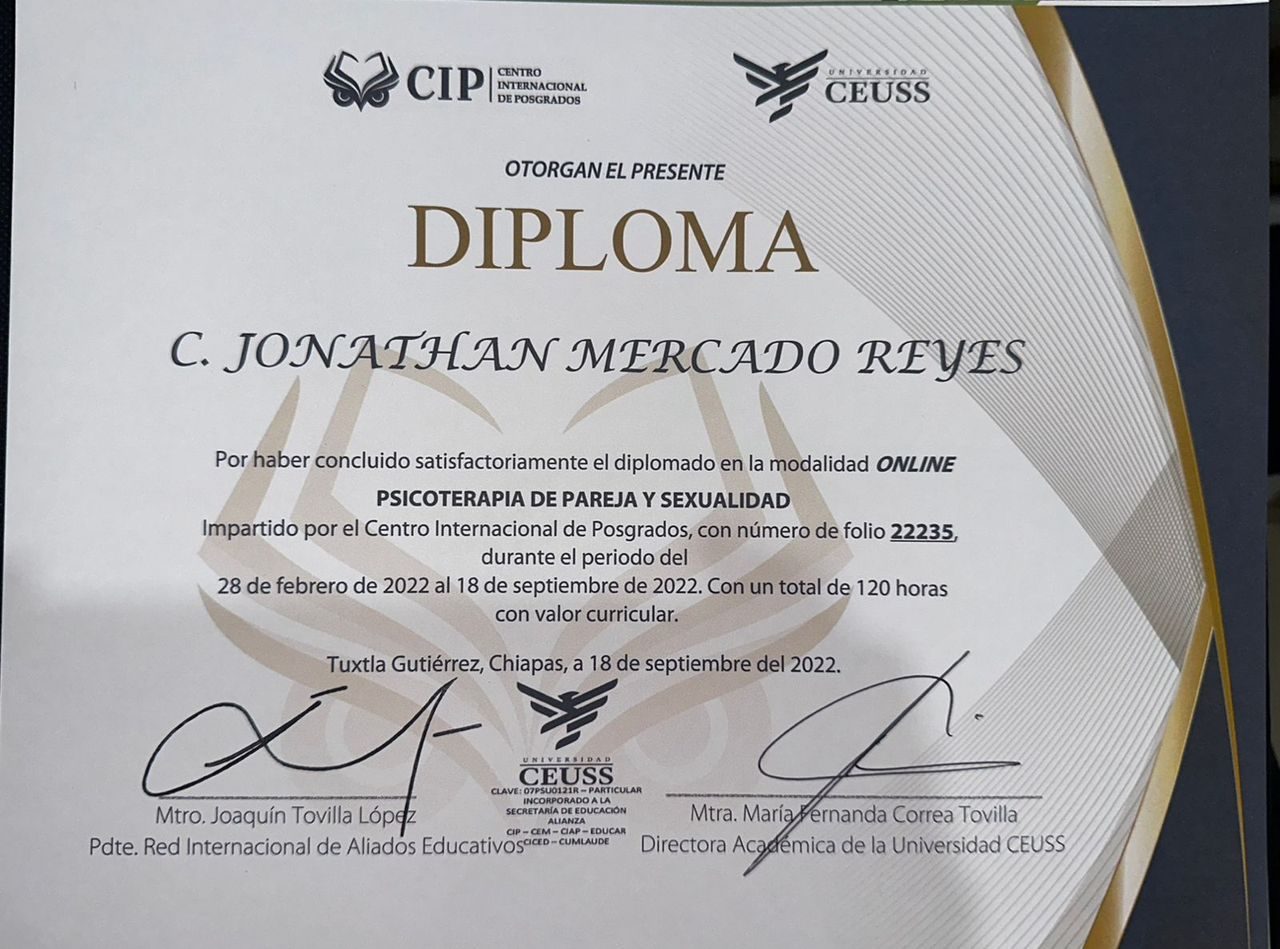 CIP
CENTRO
INTERNACIONAL
DE POSGRADOS
UNIVERSIDAD
CEUSS
OTORGAN EL PRESENTE
DIPLOMA
C. JONATHAN MERCADO REYES
Por haber concluido satisfactoriamente el diplomado en la modalidad ONLINE
PSICOTERAPIA DE PAREJA Y SEXUALIDAD
Impartido por el Centro Internacional de Posgrados, con número de folio 22235,
durante el periodo del
28 de febrero de 2022 al 18 de septiembre de 2022. Con un total de 120 horas
con valor curricular.
Tuxtla Gutiérrez, Chiapas, a 18 de septiembre del 2022.
UNIVERSIDAD
CEUSS
CLAVE: 07PSU0121R – PARTICULAR
INCORPORADO A LA
SECRETARÍA DE EDUCACIÓN
ALIANZA
CIP – CEM – CIAP – EDUCAR
CICED – CUMLAUDE
Mtro. Joaquín Tovilla López
Pdte. Red Internacional de Aliados Educativos
Mtra. María Fernanda Correa Tovilla
Directora Académica de la Universidad CEUSS